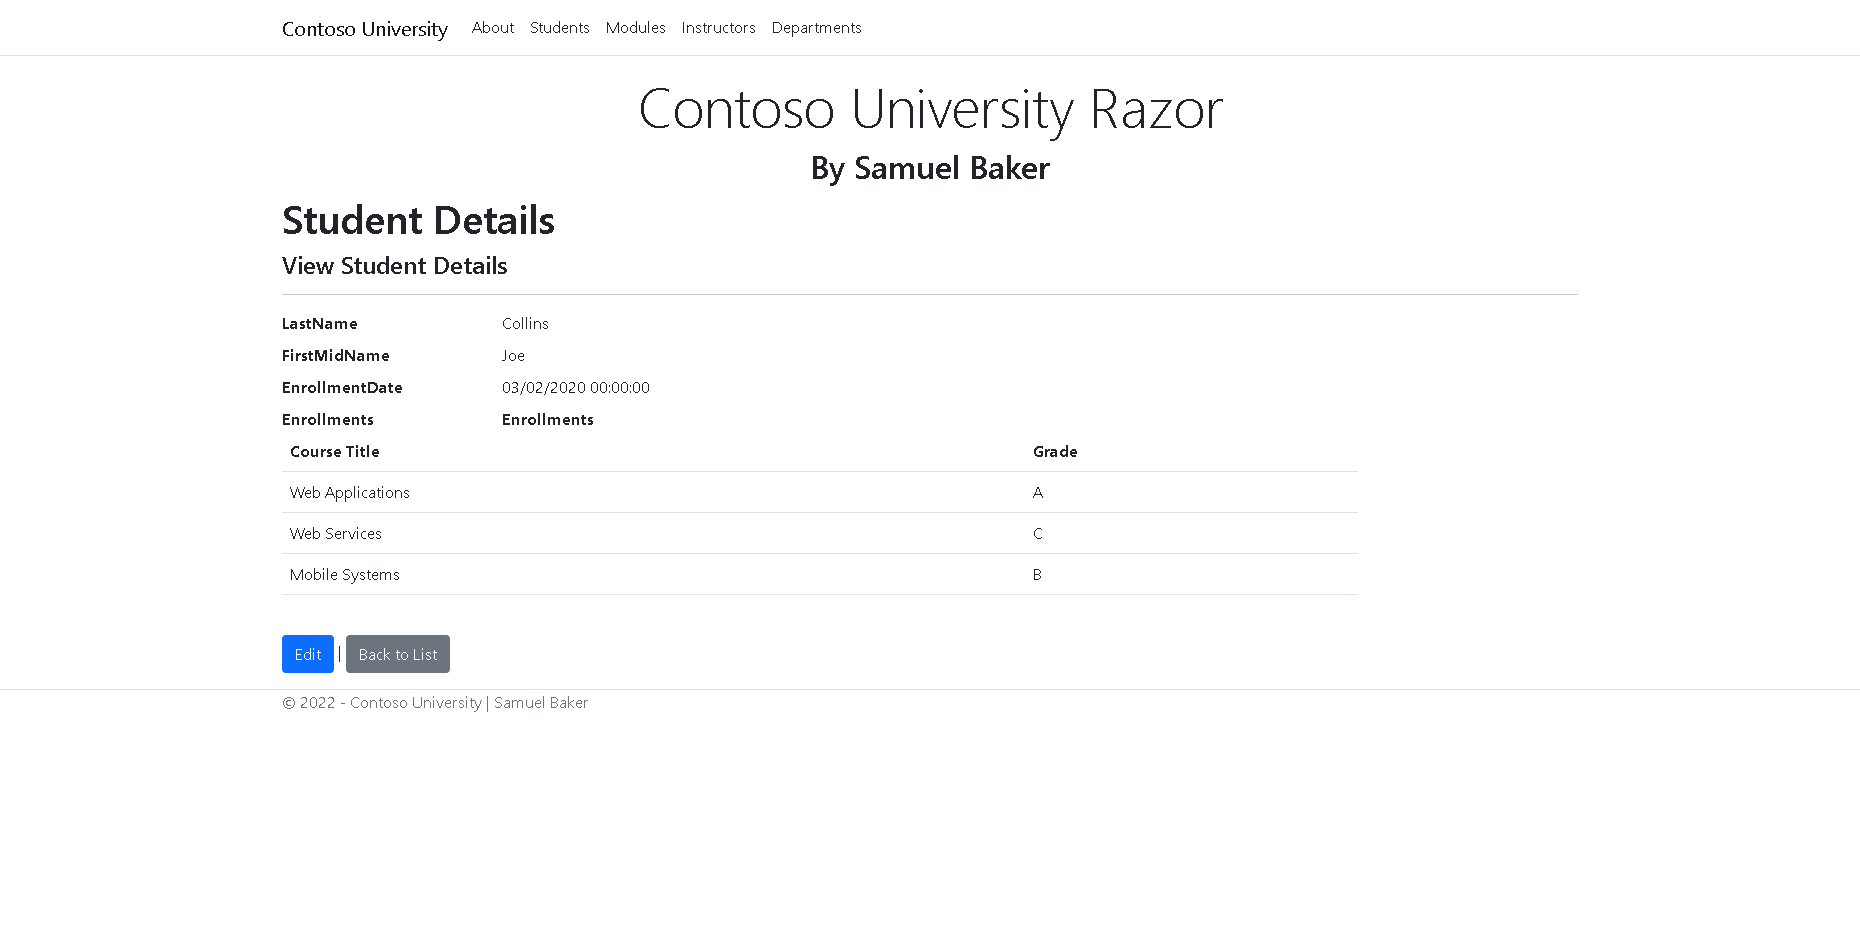 Contoso University About Students Modules Instructors Departments
Contoso University Razor
By Samuel Baker
Student Details
View Student Details
LastName Collins
FirstMidName Joe
EnrollmentDate 03/02/2020 00:00:00
Enrollments Enrollments
Course Title Grade
Web Applications A
Web Services C
Mobile Systems B
Edit | Back to List
© 2022 - Contoso University | Samuel Baker